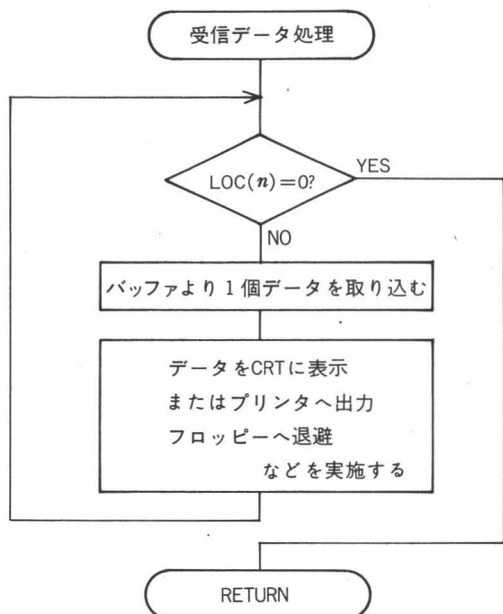 受信データ処理
LOC(n)=0?
YES
NO
バッファより1個データを取り込む
データをCRTに表示
またはプリンタへ出力
フロッピーへ退避
などを実施する
RETURN